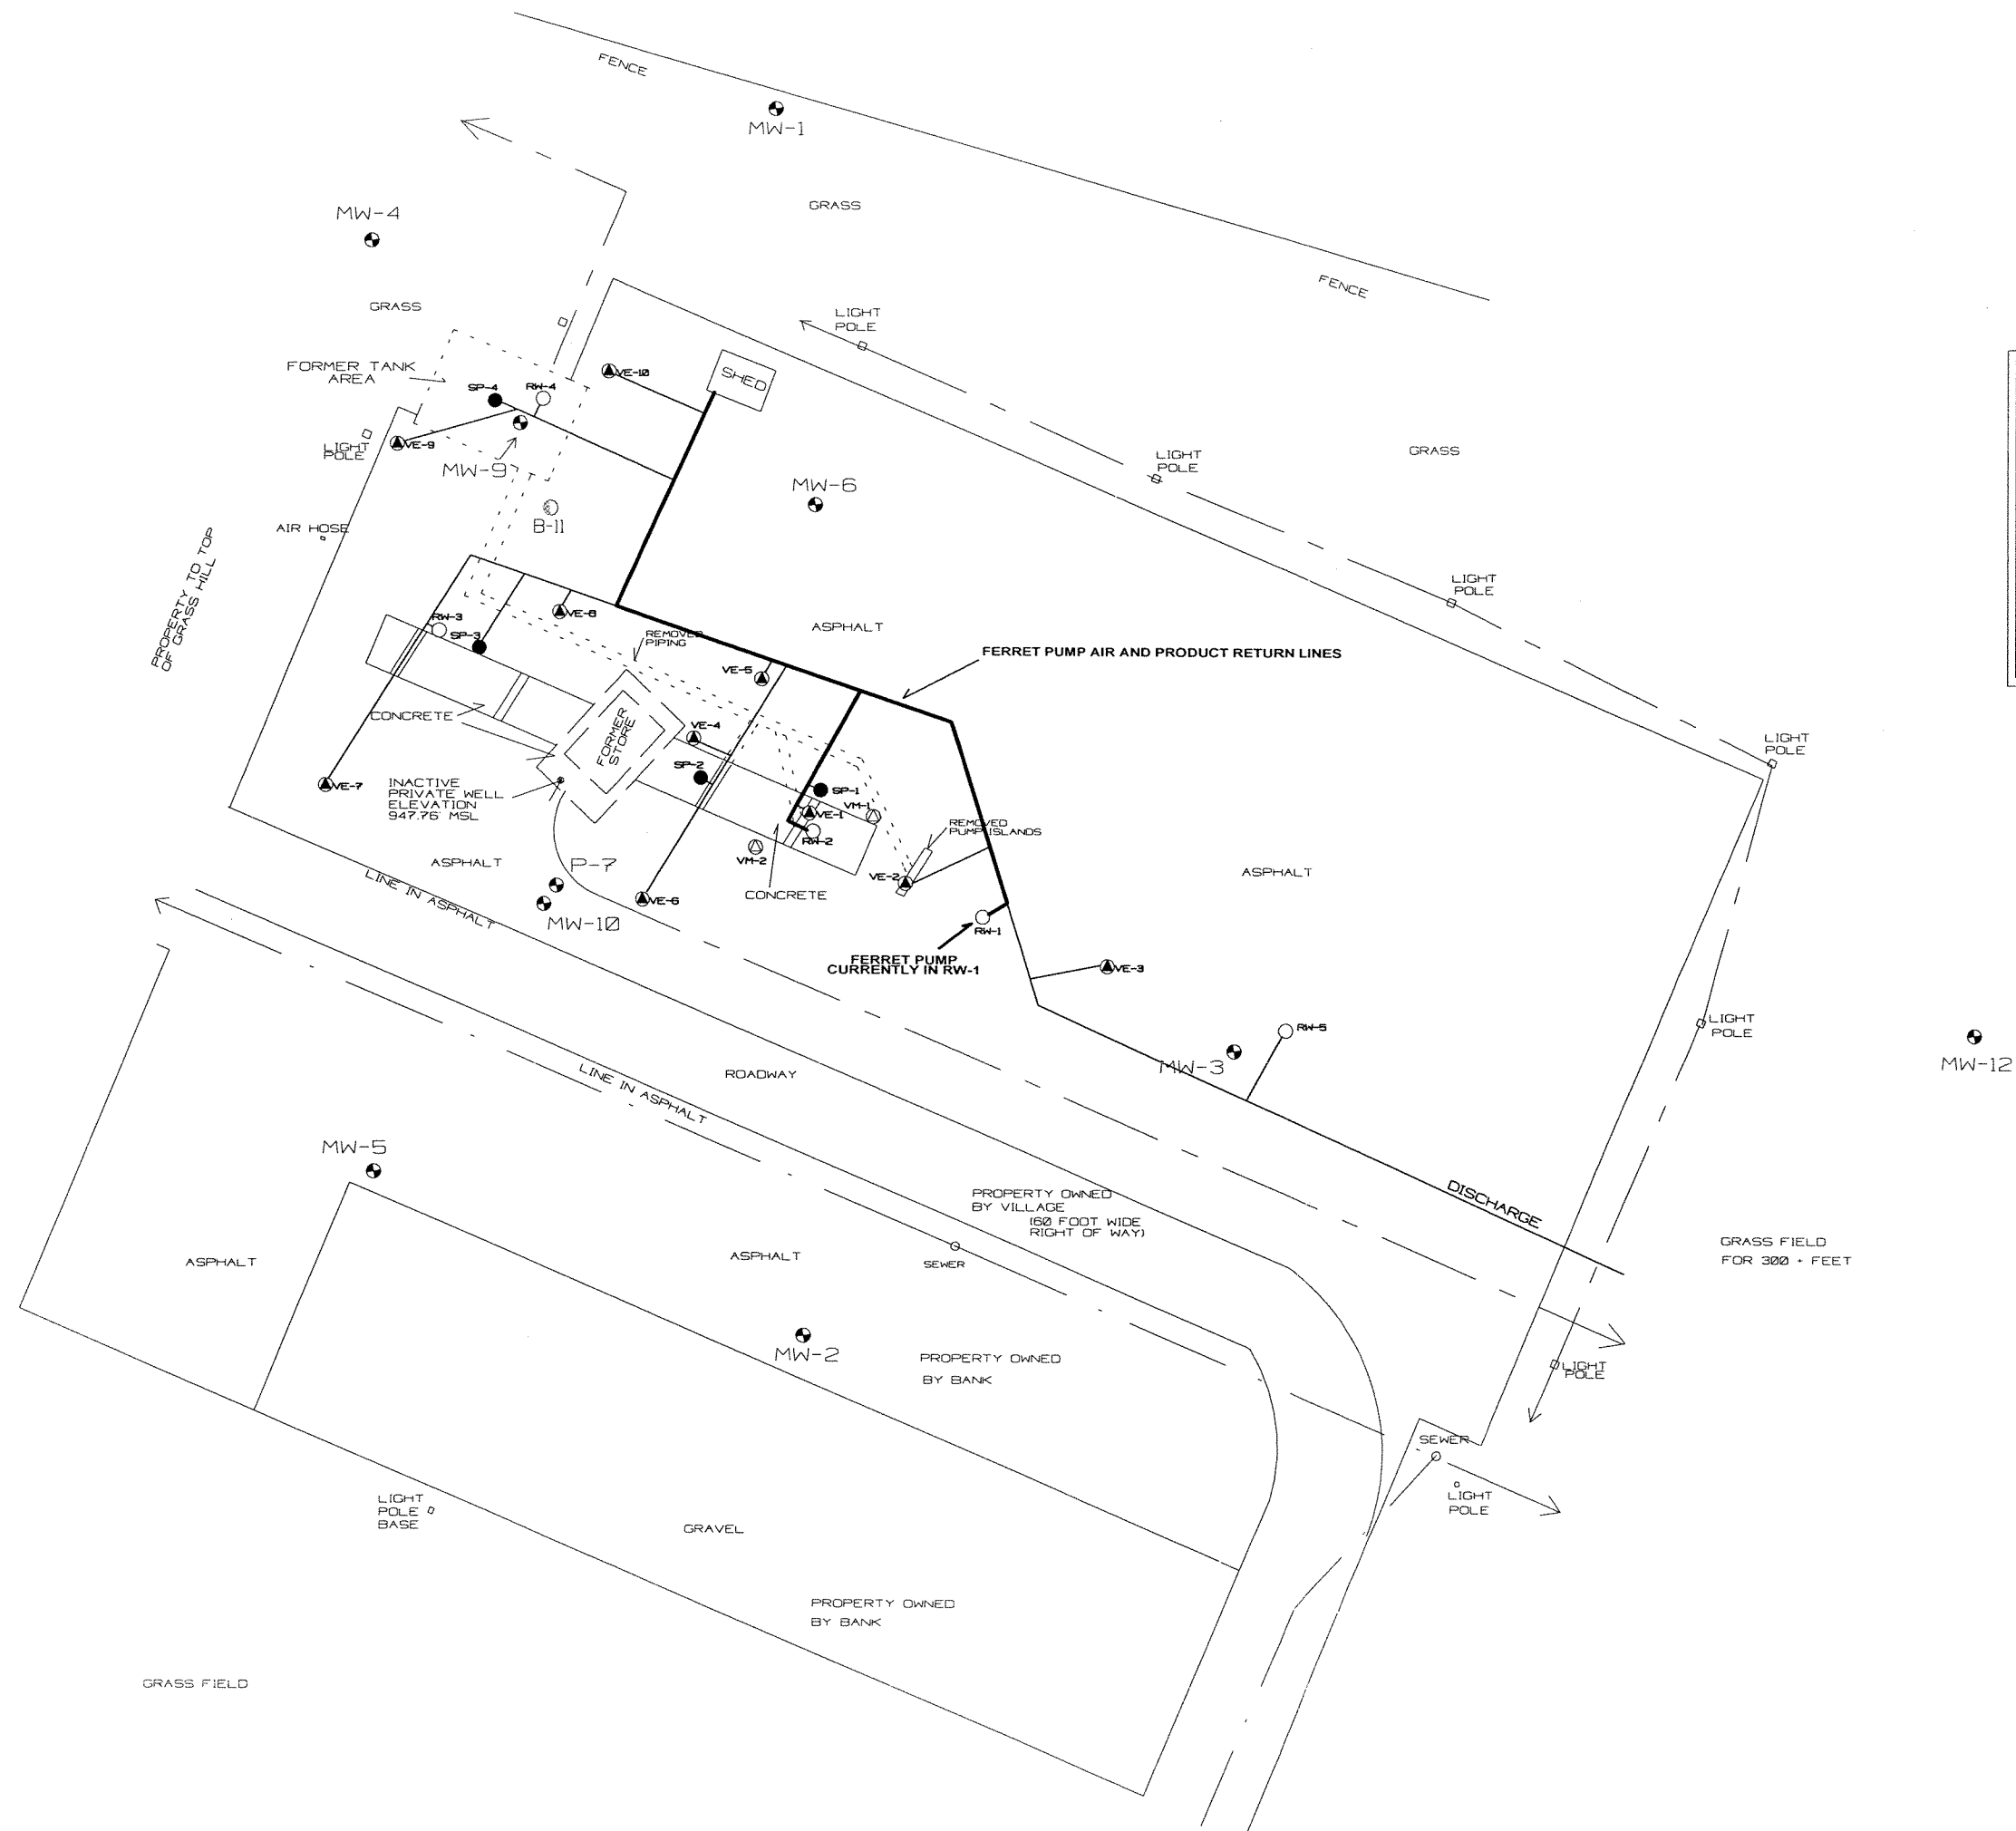 FENCE
MW-1
MW-4
GRASS
FENCE
GRASS
LIGHT
POLE
FORMER TANK
AREA
SP-4
RW-4
VE-10
SHED
LIGHT
POLE
VE-9
MW-9
GRASS
LIGHT
POLE
MW-6
B-11
AIR HOSE
PROPERTY TO TOP
OF GRASS HILL
LIGHT
POLE
VE-8
RW-3
SP-3
REMOVED
PIPING
ASPHALT
FERRET PUMP AIR AND PRODUCT RETURN LINES
VE-5
CONCRETE
FORMER
STORE
VE-4
LIGHT
POLE
SP-2
VE-7
INACTIVE
PRIVATE WELL
ELEVATION
947.76' MSL
SP-1
VM-1
VE-1
REMOVED
PUMP ISLANDS
RW-2
VM-2
ASPHALT
P-7
VE-2
ASPHALT
LINE IN ASPHALT
CONCRETE
VE-6
MW-10
RW-1
FERRET PUMP
CURRENTLY IN RW-1
VE-3
LIGHT
POLE
RW-5
MW-3
MW-12
ROADWAY
LINE IN ASPHALT
MW-5
PROPERTY OWNED
BY VILLAGE
(60 FOOT WIDE
RIGHT OF WAY)
DISCHARGE
GRASS FIELD
FOR 300 + FEET
ASPHALT
ASPHALT
SEWER
MW-2
PROPERTY OWNED
BY BANK
LIGHT
POLE
SEWER
LIGHT
POLE
BASE
LIGHT
POLE
GRAVEL
PROPERTY OWNED
BY BANK
GRASS FIELD